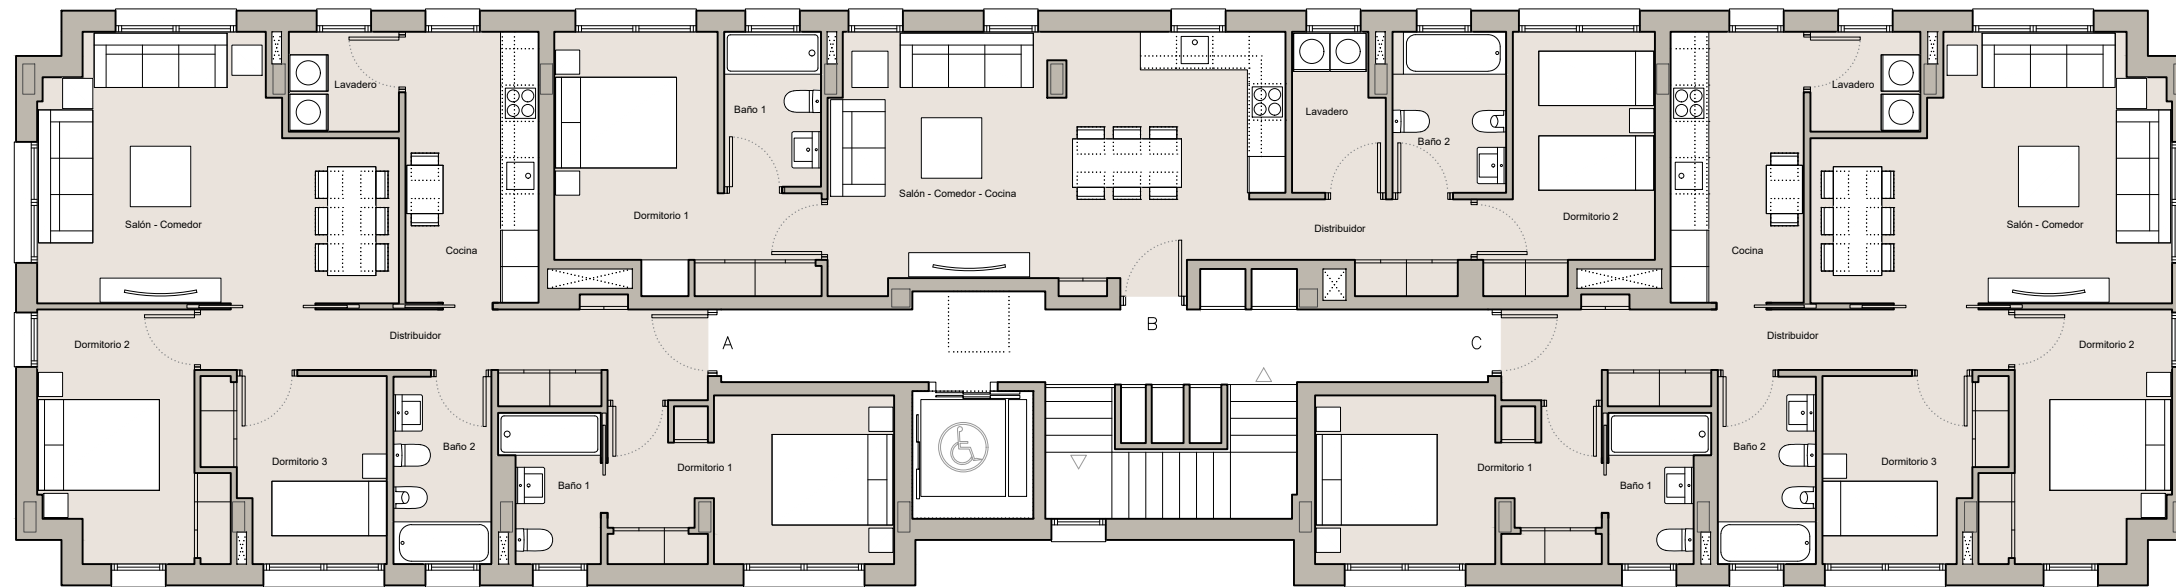 Lavadero
Baño 1
Lavadero
Baño 2
Lavadero
Salón - Comedor
Cocina
Dormitorio 1
Salón - Comedor - Cocina
Distribuidor
Dormitorio 2
Cocina
Salón - Comedor
Dormitorio 2
Distribuidor
A
B
C
Distribuidor
Dormitorio 2
Dormitorio 3
Baño 2
Baño 1
Dormitorio 1
Dormitorio 1
Baño 1
Baño 2
Dormitorio 3